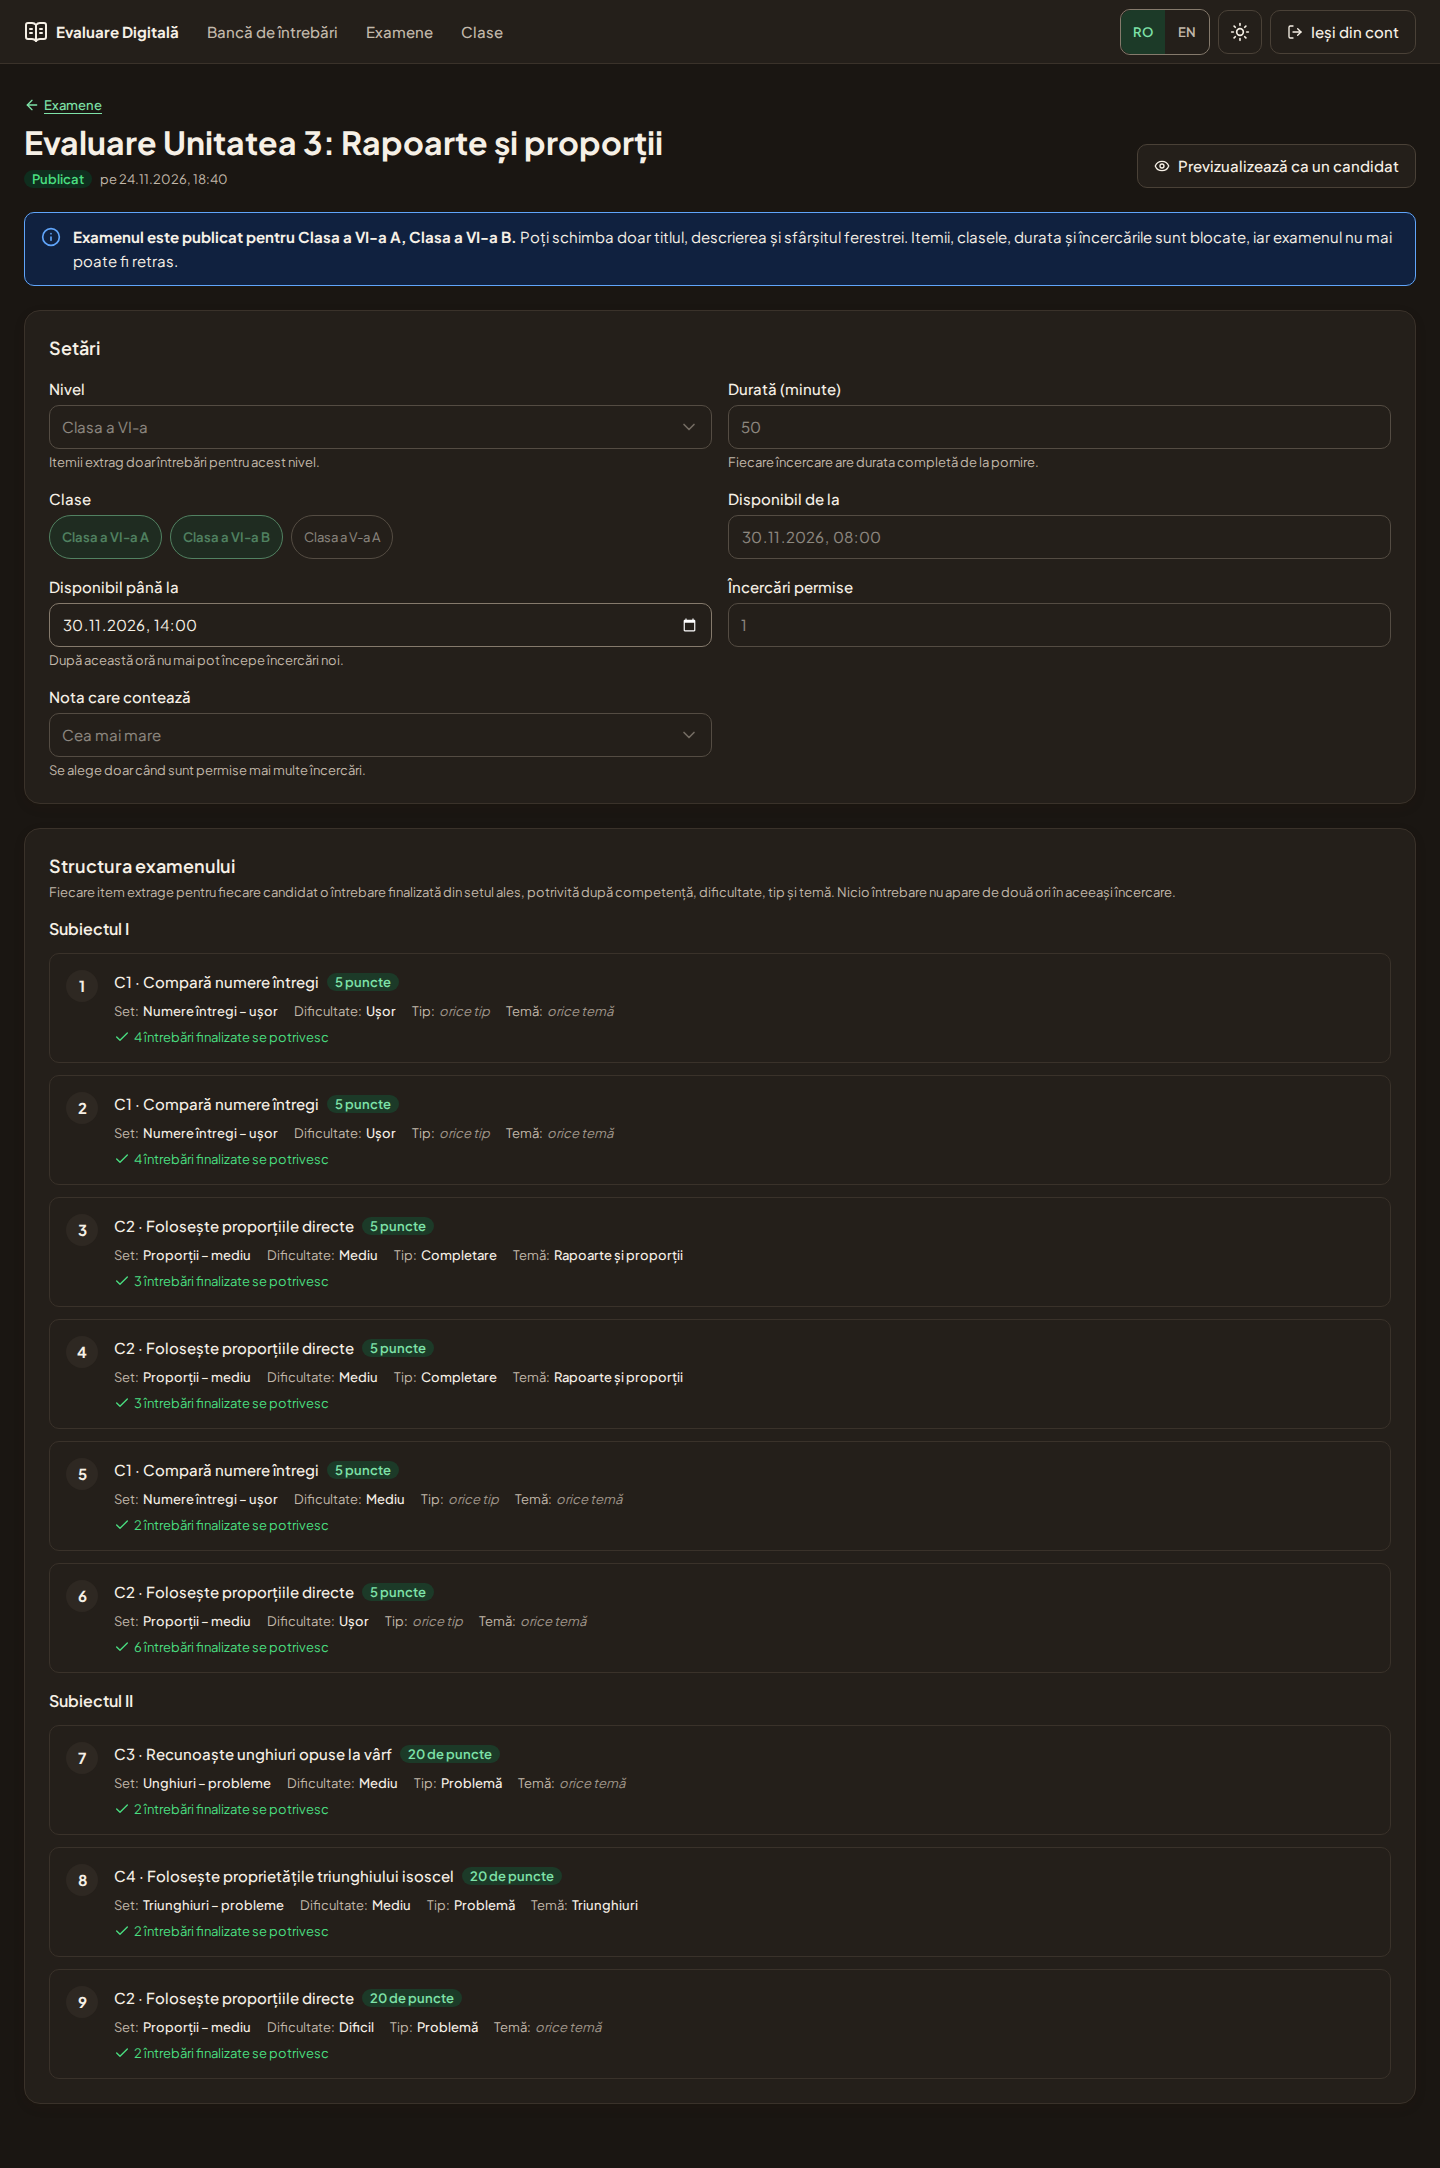 Evaluare Digitală
Bancă de întrebări
Examene
Clase
RO
EN
Ieși din cont
Examene
Evaluare Unitatea 3: Rapoarte și proporții
Publicat pe 24.11.2026, 18:40
Previzualizează ca un candidat
Examenul este publicat pentru Clasa a VI-a A, Clasa a VI-a B. Poți schimba doar titlul, descrierea și sfârșitul ferestrei. Itemii, clasele, durata și încercările sunt blocate, iar examenul nu mai
poate fi retras.
Setări
Nivel
Clasa a VI-a
Itemii extrag doar întrebări pentru acest nivel.
Durată (minute)
50
Fiecare încercare are durata completă de la pornire.
Clase
Clasa a VI-a A
Clasa a VI-a B
Clasa a V-a A
Disponibil de la
30.11.2026, 08:00
Disponibil până la
30.11.2026, 14:00
După această oră nu mai pot începe încercări noi.
Încercări permise
1
Nota care contează
Cea mai mare
Se alege doar când sunt permise mai multe încercări.
Structura examenului
Fiecare item extrage pentru fiecare candidat o întrebare finalizată din setul ales, potrivită după competență, dificultate, tip și temă. Nicio întrebare nu apare de două ori în aceeași încercare.
Subiectul I
1
C1 · Compară numere întregi 5 puncte
Set: Numere întregi – ușor Dificultate: Ușor Tip: orice tip Temă: orice temă
4 întrebări finalizate se potrivesc
2
C1 · Compară numere întregi 5 puncte
Set: Numere întregi – ușor Dificultate: Ușor Tip: orice tip Temă: orice temă
4 întrebări finalizate se potrivesc
3
C2 · Folosește proporțiile directe 5 puncte
Set: Proporții – mediu Dificultate: Mediu Tip: Completare Temă: Rapoarte și proporții
3 întrebări finalizate se potrivesc
4
C2 · Folosește proporțiile directe 5 puncte
Set: Proporții – mediu Dificultate: Mediu Tip: Completare Temă: Rapoarte și proporții
3 întrebări finalizate se potrivesc
5
C1 · Compară numere întregi 5 puncte
Set: Numere întregi – ușor Dificultate: Mediu Tip: orice tip Temă: orice temă
2 întrebări finalizate se potrivesc
6
C2 · Folosește proporțiile directe 5 puncte
Set: Proporții – mediu Dificultate: Ușor Tip: orice tip Temă: orice temă
6 întrebări finalizate se potrivesc
Subiectul II
7
C3 · Recunoaște unghiuri opuse la vârf 20 de puncte
Set: Unghiuri – probleme Dificultate: Mediu Tip: Problemă Temă: orice temă
2 întrebări finalizate se potrivesc
8
C4 · Folosește proprietățile triunghiului isoscel 20 de puncte
Set: Triunghiuri – probleme Dificultate: Mediu Tip: Problemă Temă: Triunghiuri
2 întrebări finalizate se potrivesc
9
C2 · Folosește proporțiile directe 20 de puncte
Set: Proporții – mediu Dificultate: Dificil Tip: Problemă Temă: orice temă
2 întrebări finalizate se potrivesc